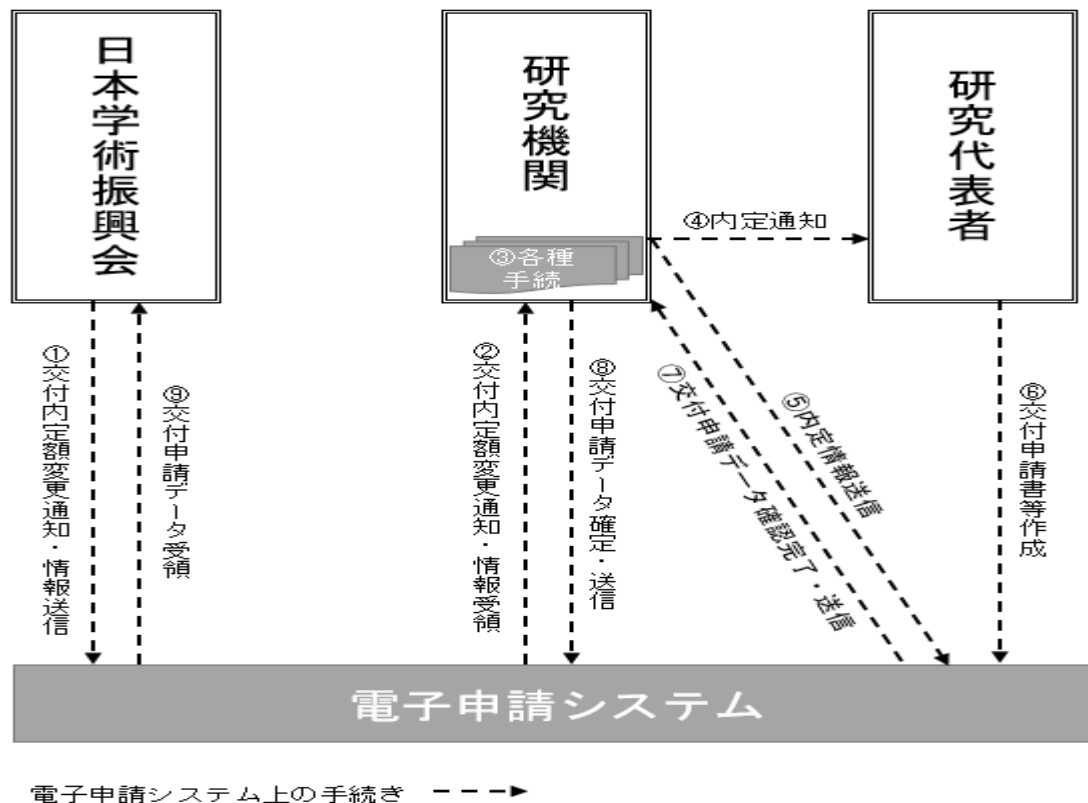 日本学術振興会
研究機関
研究代表者
③各種
手続
④内定通知
①交付内定額変更通知・情報送信
⑨交付申請データ受領
②交付内定額変更通知・情報受領
⑧交付申請データ確定・送信
⑦交付申請データ確認完了・送信
⑤内定情報送信
⑥交付申請書等作成
電子申請システム
電子申請システム上の手続き